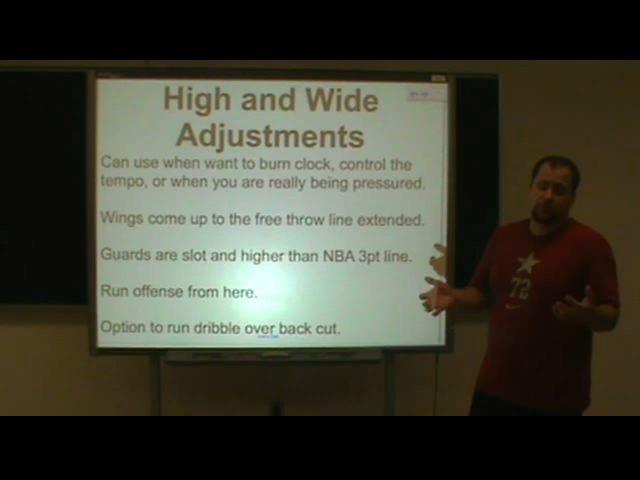 High and Wide
Adjustments
Can use when want to burn clock, control the
tempo, or when you are really being pressured.
Wings come up to the free throw line extended.
Guards are slot and higher than NBA 3pt line.
Run offense from here.
Option to run dribble over back cut.
72